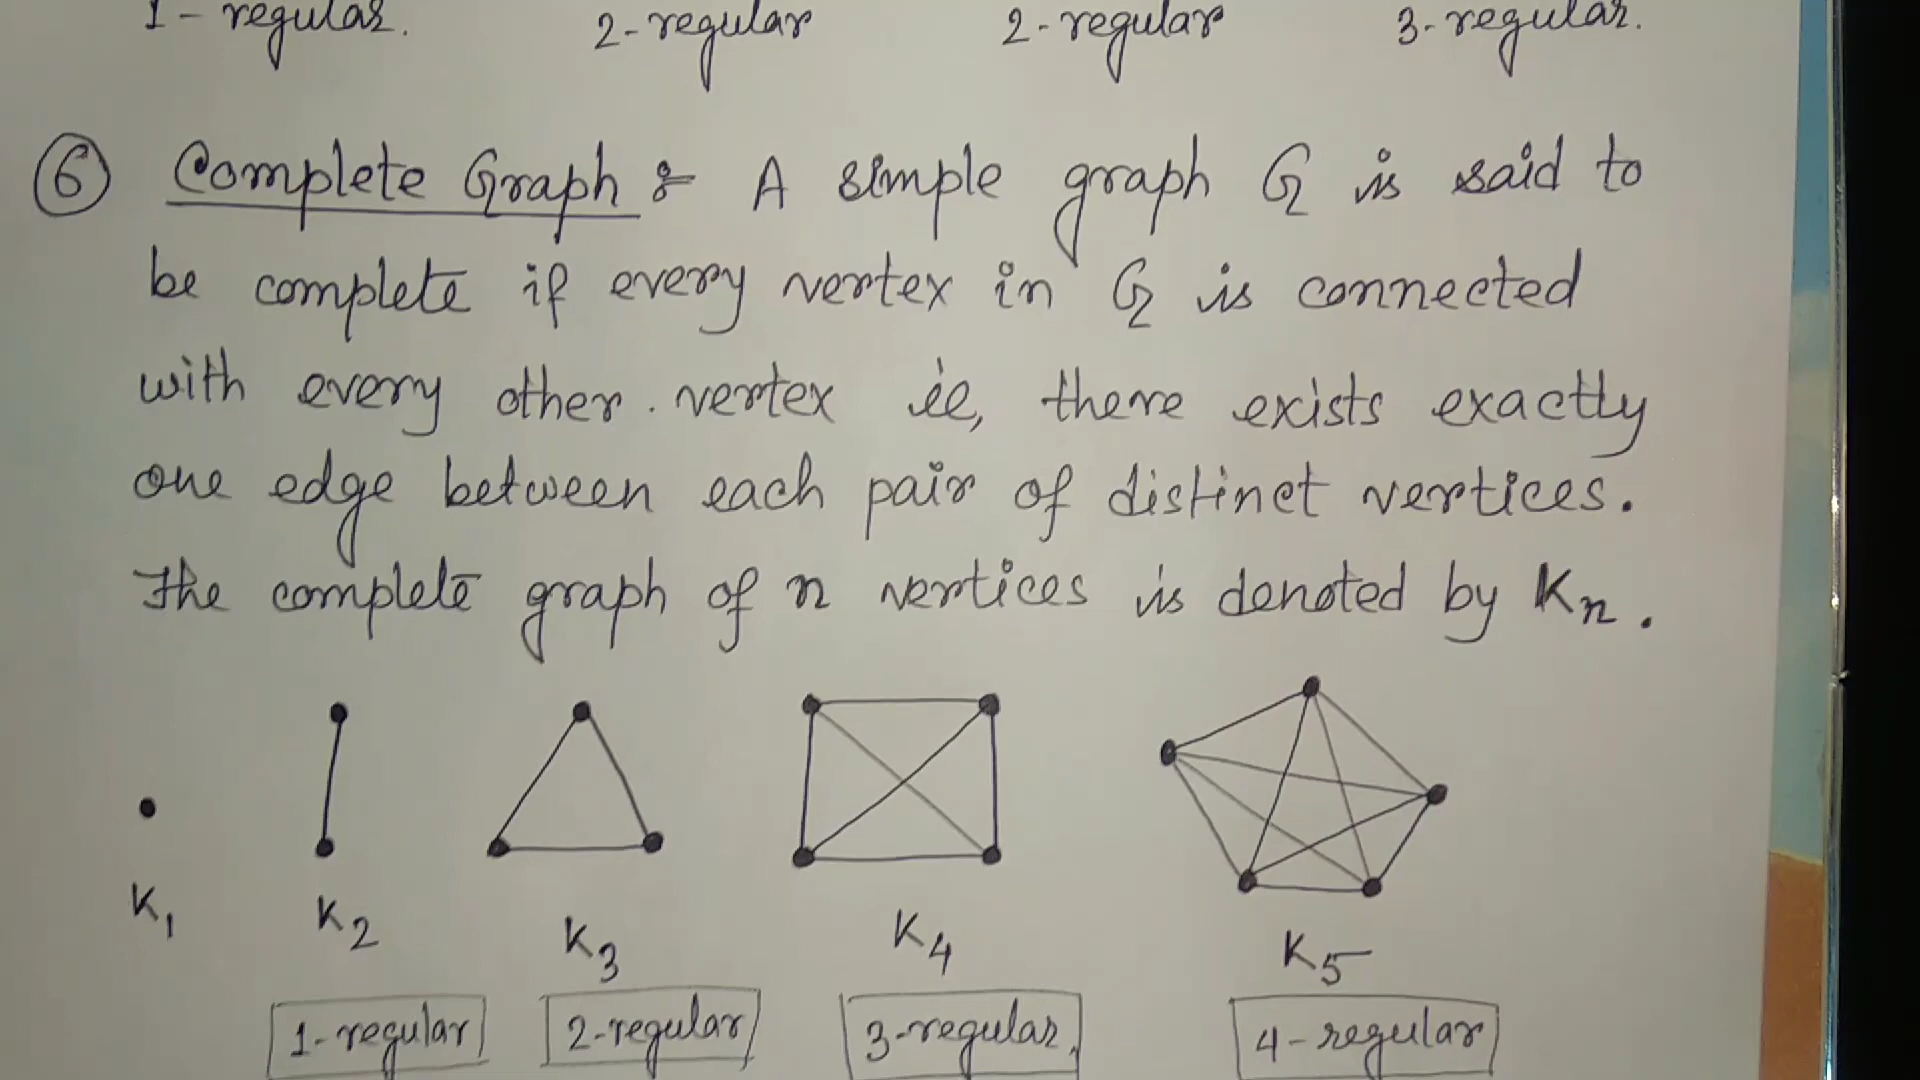 1-regular. 2-regular 2-regular 3-regular.
6 Complete Graph :- A simple graph G is said to
be complete if every vertex in G is connected
with every other. vertex ie, there exists exactly
one edge between each pair of distinct vertices.
The complete graph of n vertices is denoted by Kn.
K1 K2 K3 K4 K5
1-regular 2-regular 3-regular. 4-regular